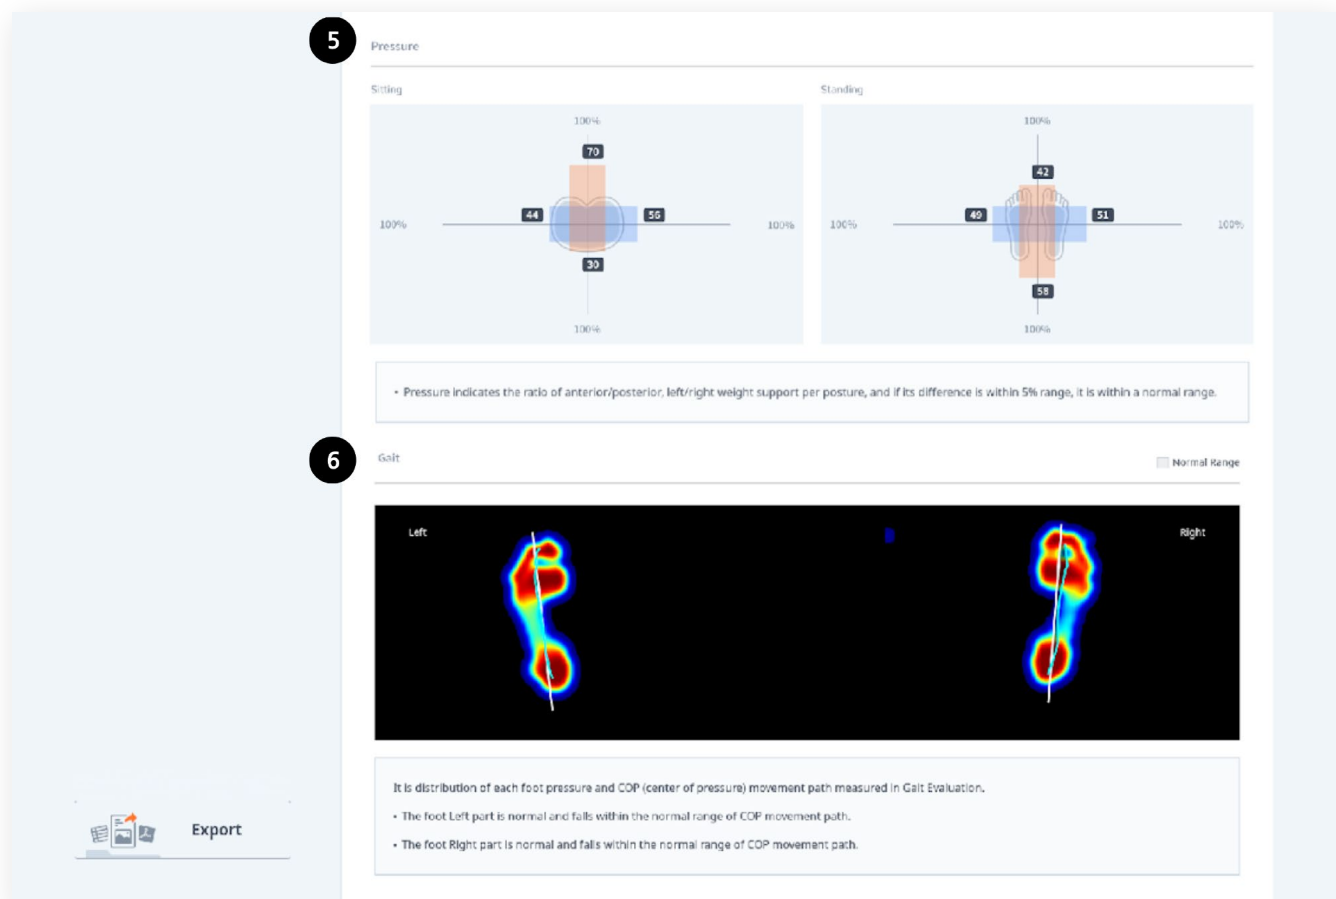 5
Pressure
Sitting
Standing
100%
100%
70
42
44
56
49
51
100%
100%
100%
100%
30
58
100%
100%
• Pressure indicates the ratio of anterior/posterior, left/right weight support per posture, and if its difference is within 5% range, it is within a normal range.
6
Gait
Normal Range
Left
Right
It is distribution of each foot pressure and COP (center of pressure) movement path measured in Gait Evaluation.
• The foot Left part is normal and falls within the normal range of COP movement path.
• The foot Right part is normal and falls within the normal range of COP movement path.
Export